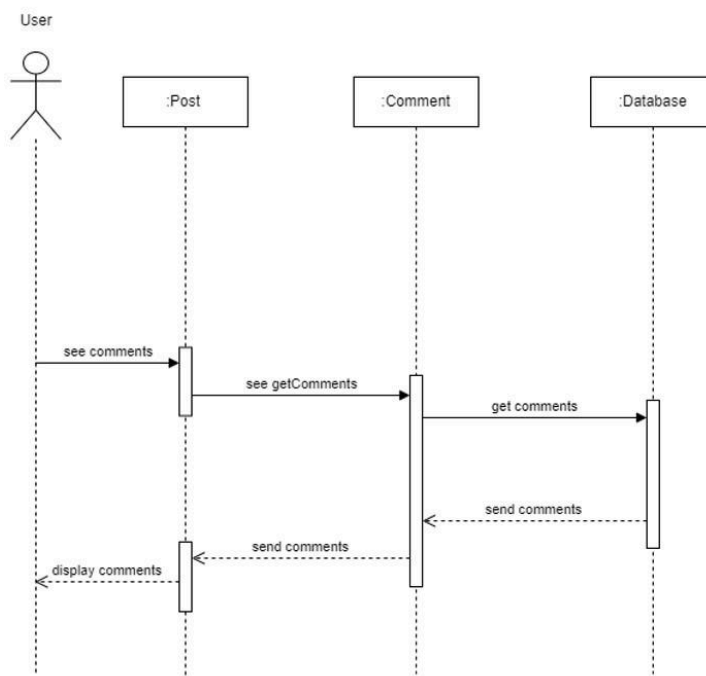 User
:Post
:Comment
:Database
see comments
see getComments
get comments
send comments
send comments
display comments